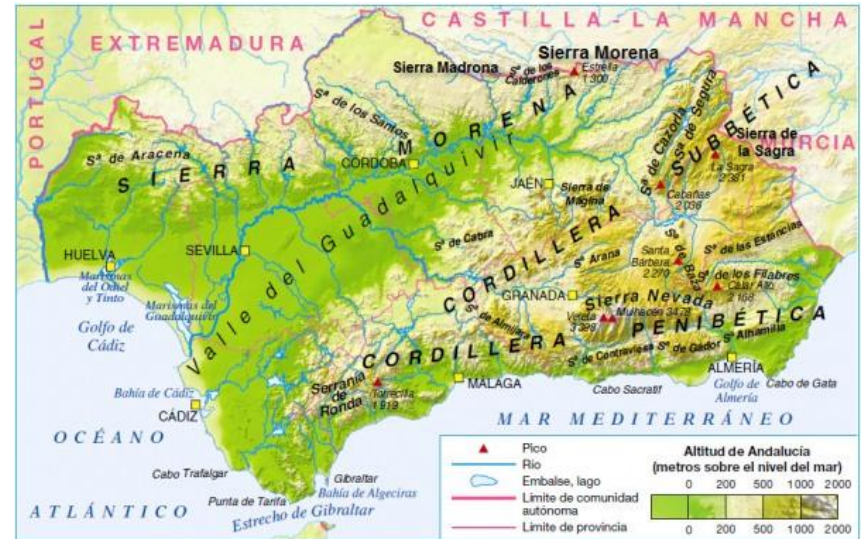 CASTILLA-LA MANCHA
EXTREMADURA
PORTUGAL
Sierra Morena
Sierra Madrona
Sª de los
Calderones
Estrella
1 300
Sª de los Santos
SIERRA MORENA
Sª de Cazorla
Sª de Segura
CORDILLERA SUBBÉTICA
Sierra de
la Sagra
MURCIA
Sª de Aracena
CÓRDOBA
La Sagra
2 381
JAÉN
Sierra de
Mágina
Cabañas
2 036
Valle del Guadalquivir
HUELVA
SEVILLA
Sª de Cabra
Sª Arana
Santa
Bárbara
2 270
Sª de Baza
Sª de las Estancias
Marismas
del Odiel
y Tinto
Marismas del
Guadalquivir
GRANADA
Sierra Nevada
Sª de los Filabres
Calar Alto
2 168
Golfo de
Cádiz
Veleta
3 398
Mulhacén 3478
Sª de Almijara
CORDILLERA PENIBÉTICA
Sª de Contraviesa
Sª de Gádor
Sª Alhamilla
Serranía
de
Ronda
Torrecilla
1 919
MÁLAGA
ALMERÍA
Cabo Sacratif
Golfo de
Almería
Cabo de Gata
Bahía de Cádiz
CÁDIZ
MAR MEDITERRÁNEO
OCÉANO
ATLÁNTICO
Cabo Trafalgar
Gibraltar
Punta de Tarifa
Bahía de Algeciras
Estrecho de Gibraltar
Pico
Río
Embalse, lago
Límite de comunidad
autónoma
Límite de provincia
Altitud de Andalucía
(metros sobre el nivel del mar)
0 200 500 1000 2000
0 200 500 1000 2000